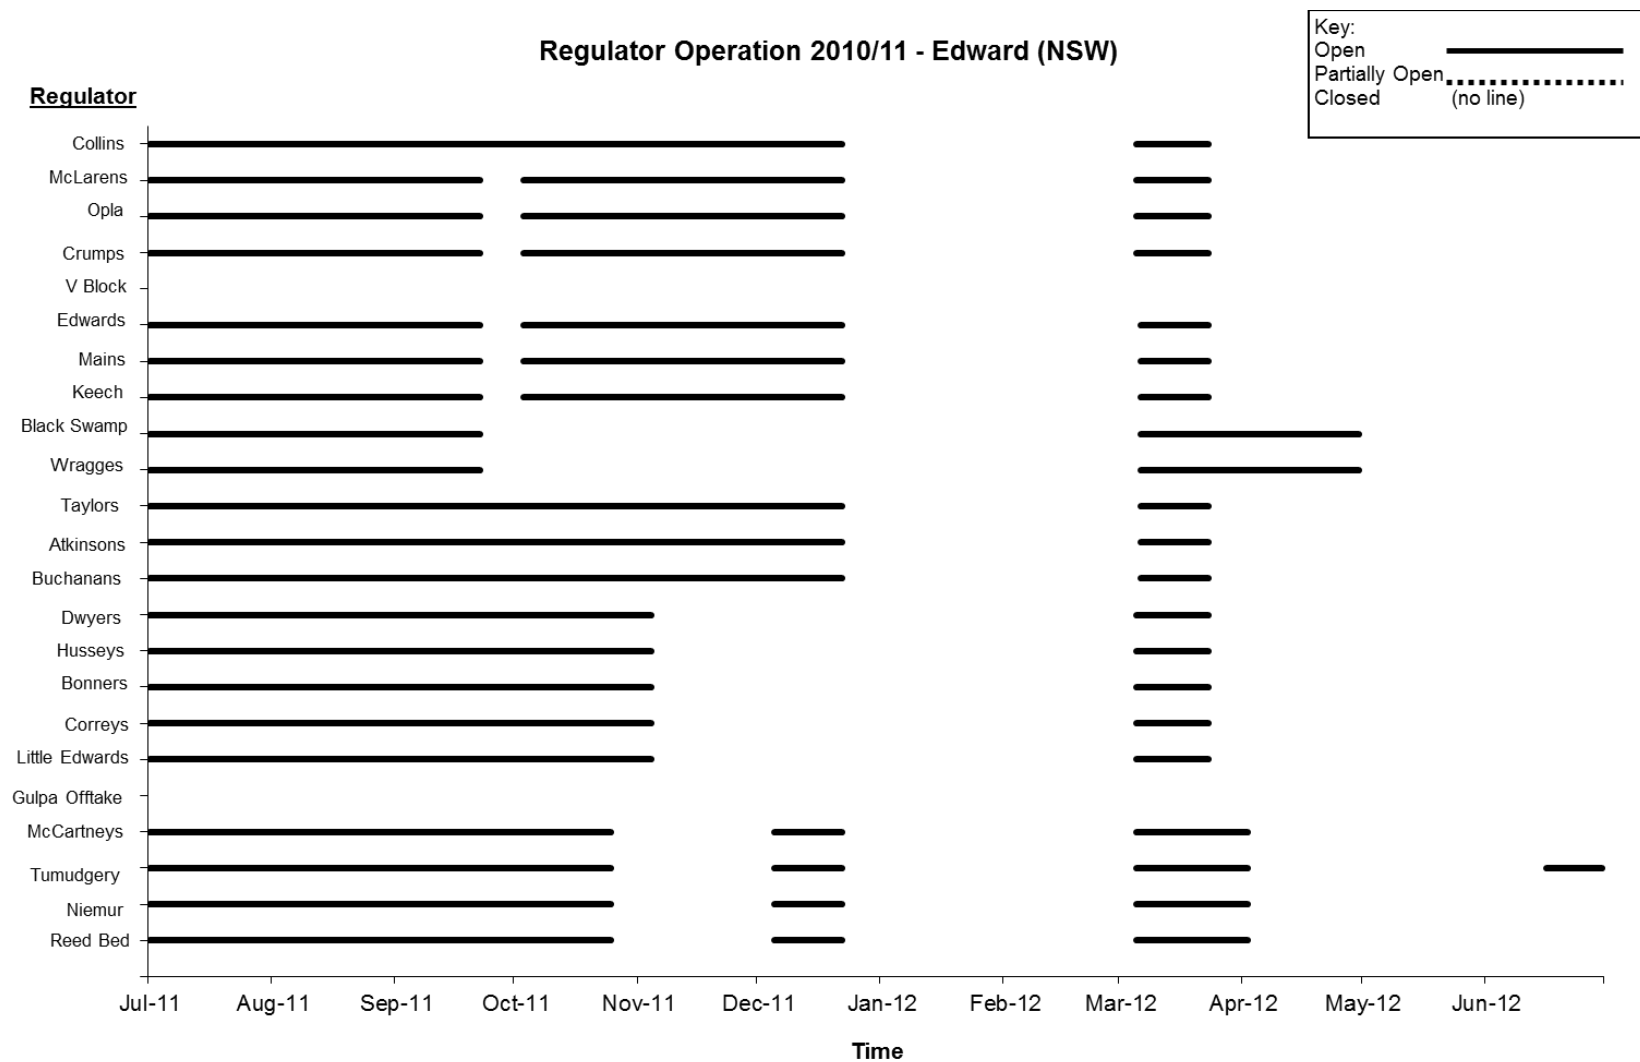 Regulator Operation 2010/11 - Edward (NSW)
Key:
Open
Partially Open
Closed (no line)
Regulator
Collins
McLarens
Opla
Crumps
V Block
Edwards
Mains
Keech
Black Swamp
Wragges
Taylors
Atkinsons
Buchanans
Dwyers
Husseys
Bonners
Correys
Little Edwards
Gulpa Offtake
McCartneys
Tumudgery
Niemur
Reed Bed
Jul-11 Aug-11 Sep-11 Oct-11 Nov-11 Dec-11 Jan-12 Feb-12 Mar-12 Apr-12 May-12 Jun-12
Time